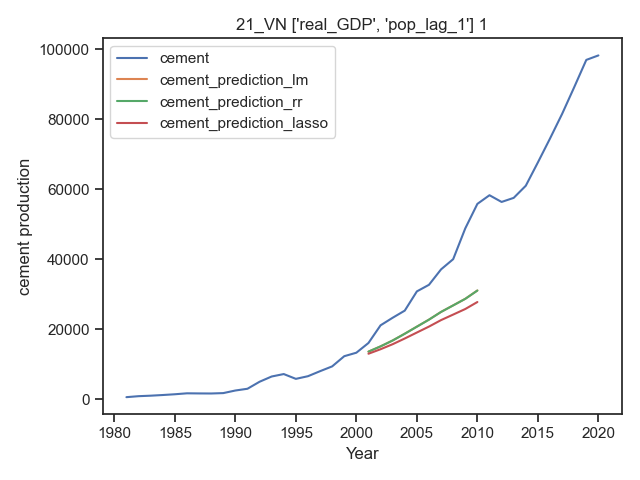 21_VN ['real_GDP', 'pop_lag_1'] 1
100000
80000
60000
40000
20000
0
cement production
cement
cement_prediction_lm
cement_prediction_rr
cement_prediction_lasso
1980 1985 1990 1995 2000 2005 2010 2015 2020
Year